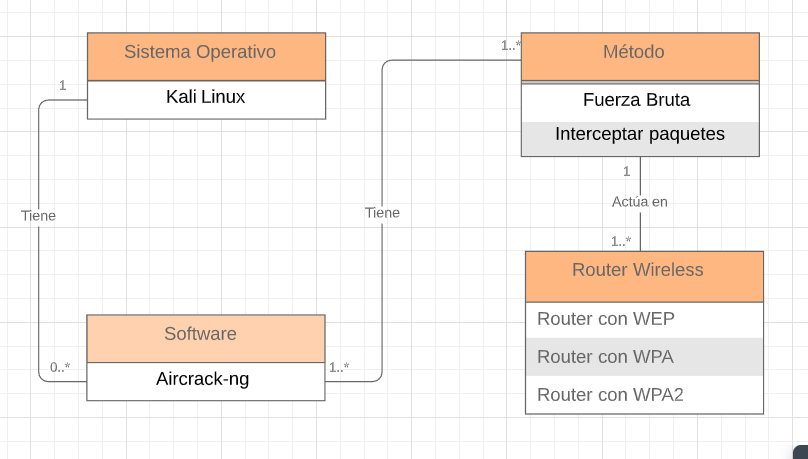 Sistema Operativo
Kali Linux
1
Tiene
0..*
Software
Aircrack-ng
1..*
Tiene
1..*
Método
Fuerza Bruta
Interceptar paquetes
1
Actúa en
1..*
Router Wireless
Router con WEP
Router con WPA
Router con WPA2